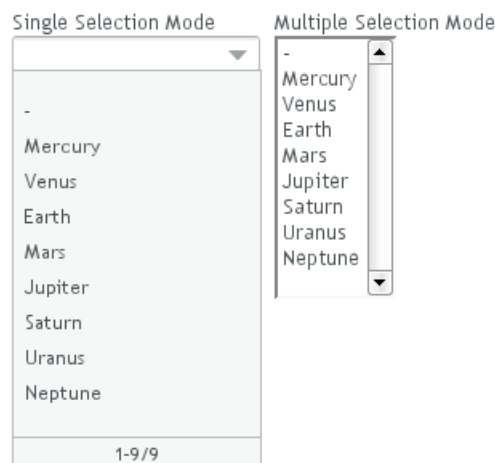 Single Selection Mode
-
Mercury
Venus
Earth
Mars
Jupiter
Saturn
Uranus
Neptune
1-9/9
Multiple Selection Mode
-
Mercury
Venus
Earth
Mars
Jupiter
Saturn
Uranus
Neptune